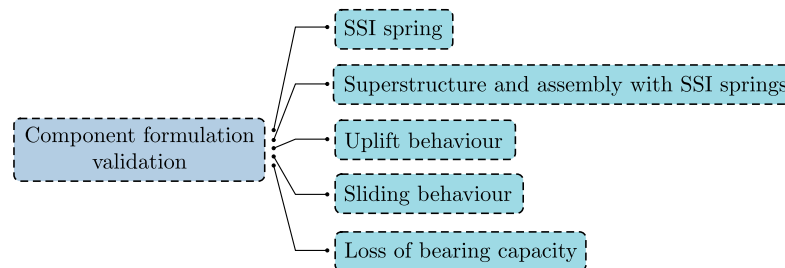 SSI spring
Superstructure and assembly with SSI springs
Component formulation
validation
Uplift behaviour
Sliding behaviour
Loss of bearing capacity